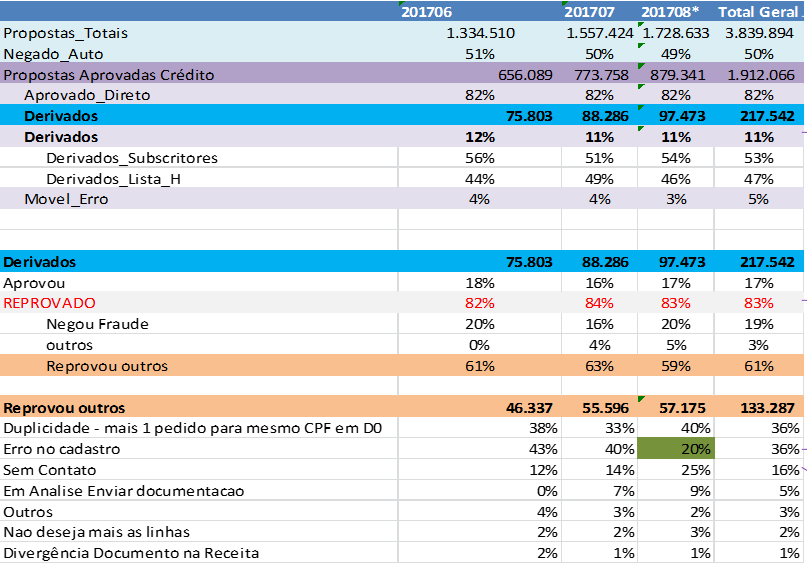 201706 201707 201708* Total Geral
Propostas_Totais 1.334.510 1.557.424 1.728.633 3.839.894
Negado_Auto 51% 50% 49% 50%
Propostas Aprovadas Crédito 656.089 773.758 879.341 1.912.066
Aprovado_Direto 82% 82% 82% 82%
Derivados 75.803 88.286 97.473 217.542
Derivados 12% 11% 11% 11%
Derivados_Subscritores 56% 51% 54% 53%
Derivados_Lista_H 44% 49% 46% 47%
Movel_Erro 4% 4% 3% 5%
Derivados 75.803 88.286 97.473 217.542
Aprovou 18% 16% 17% 17%
REPROVADO 82% 84% 83% 83%
Negou Fraude 20% 16% 20% 19%
outros 0% 4% 5% 3%
Reprovou outros 61% 63% 59% 61%
Reprovou outros 46.337 55.596 57.175 133.287
Duplicidade - mais 1 pedido para mesmo CPF em D0 38% 33% 40% 36%
Erro no cadastro 43% 40% 20% 36%
Sem Contato 12% 14% 25% 16%
Em Analise Enviar documentacao 0% 7% 9% 5%
Outros 4% 3% 2% 3%
Nao deseja mais as linhas 2% 2% 3% 2%
Divergência Documento na Receita 2% 1% 1% 1%